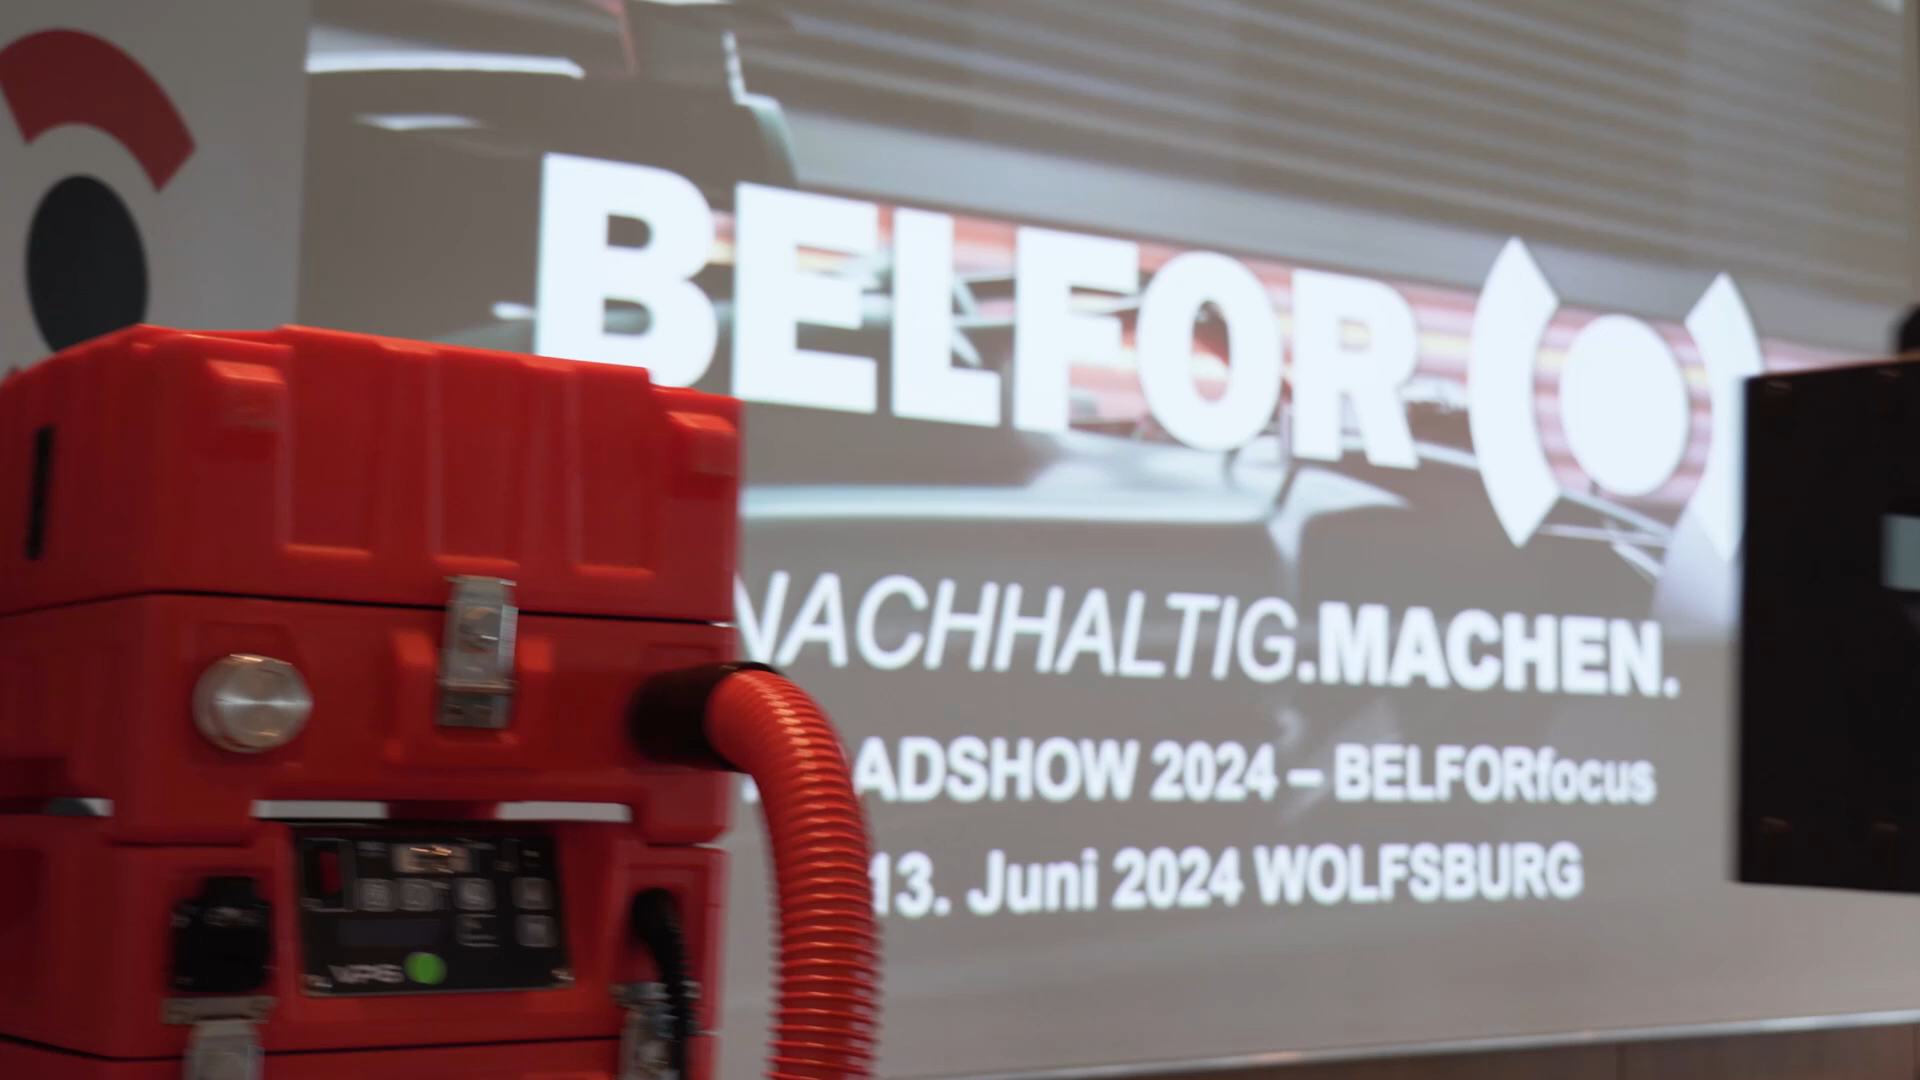 BELFOR
NACHHALTIG.MACHEN.
ADSHOW 2024 – BELFORfocus
13. Juni 2024 WOLFSBURG